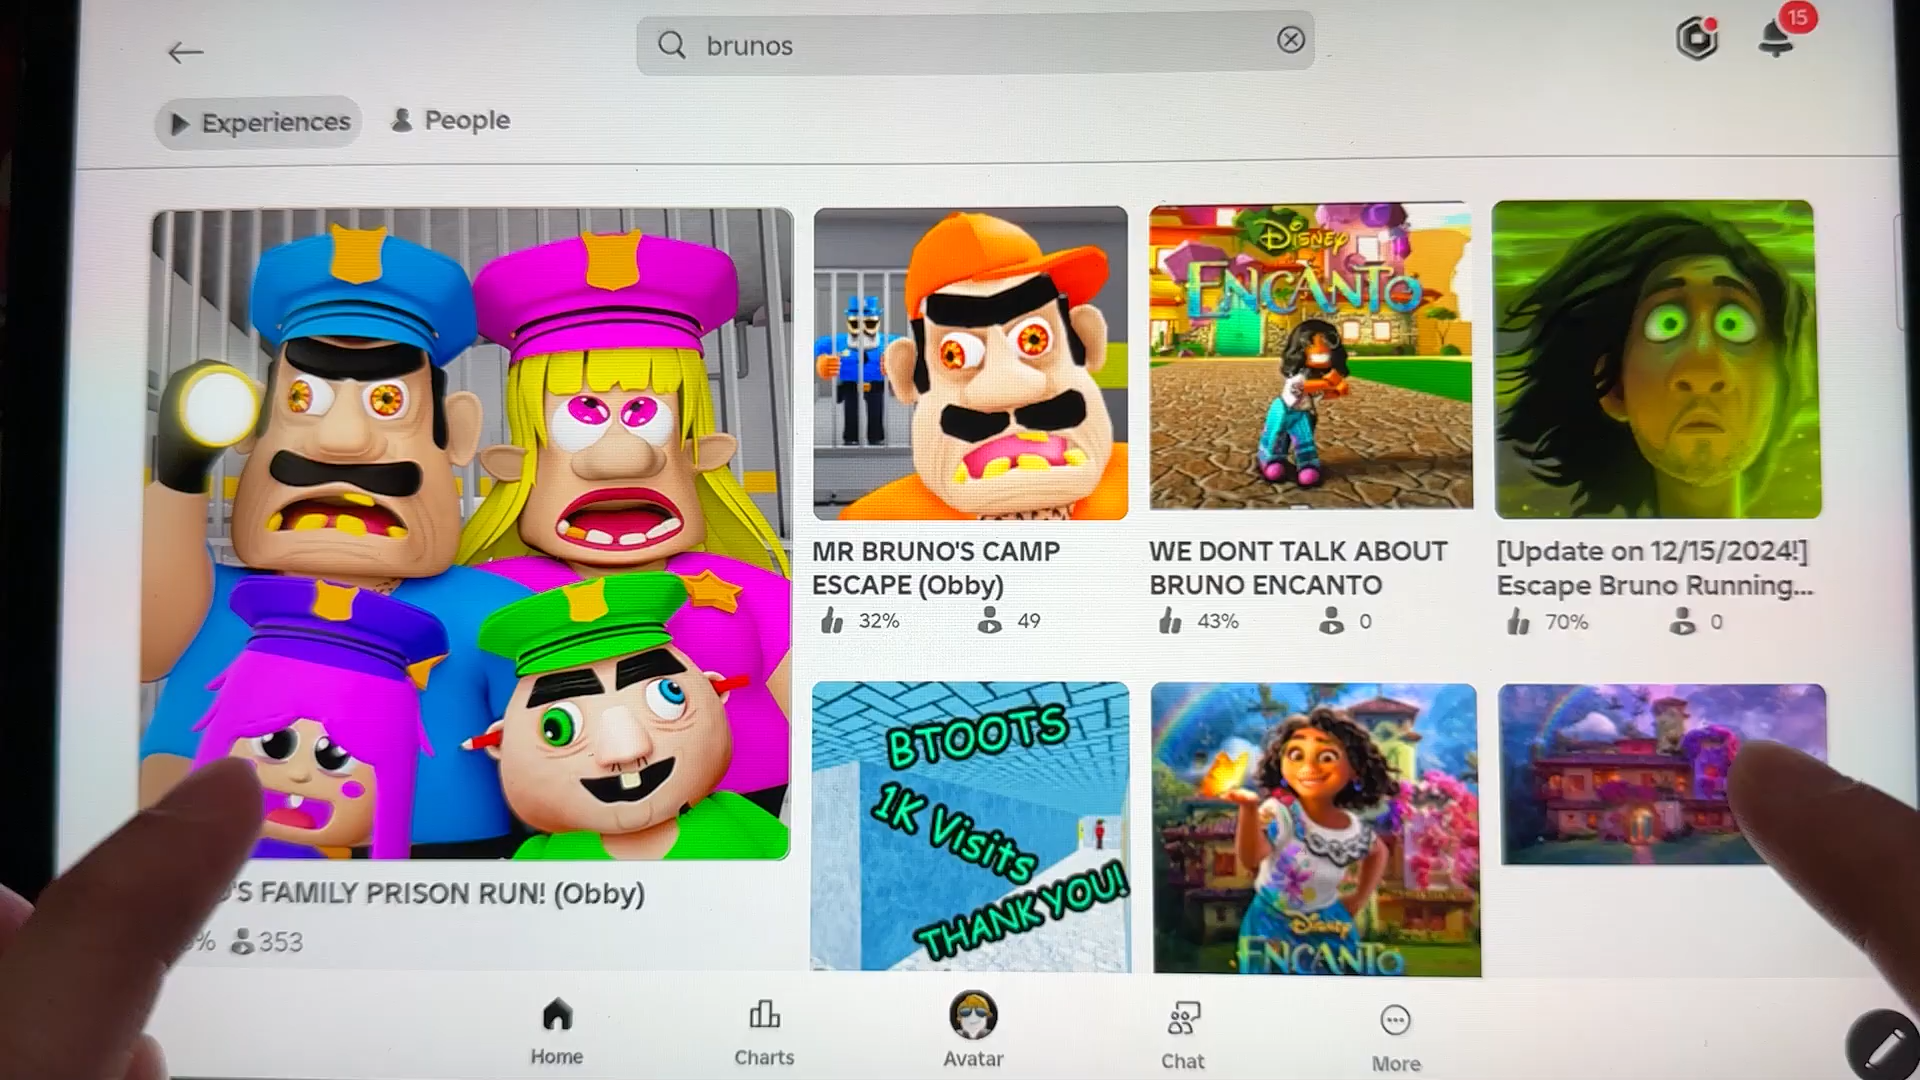 brunos
15
Experiences
People
DISNEY
ENCANTO
MR BRUNO'S CAMP
ESCAPE (Obby)
32%
49
WE DONT TALK ABOUT
BRUNO ENCANTO
43%
0
[Update on 12/15/2024!]
Escape Bruno Running...
70%
0
'S FAMILY PRISON RUN! (Obby)
%
353
BTOOTS
1K Visits
THANK YOU!
DISNEY
ENCANTO
Home
Charts
Avatar
Chat
More